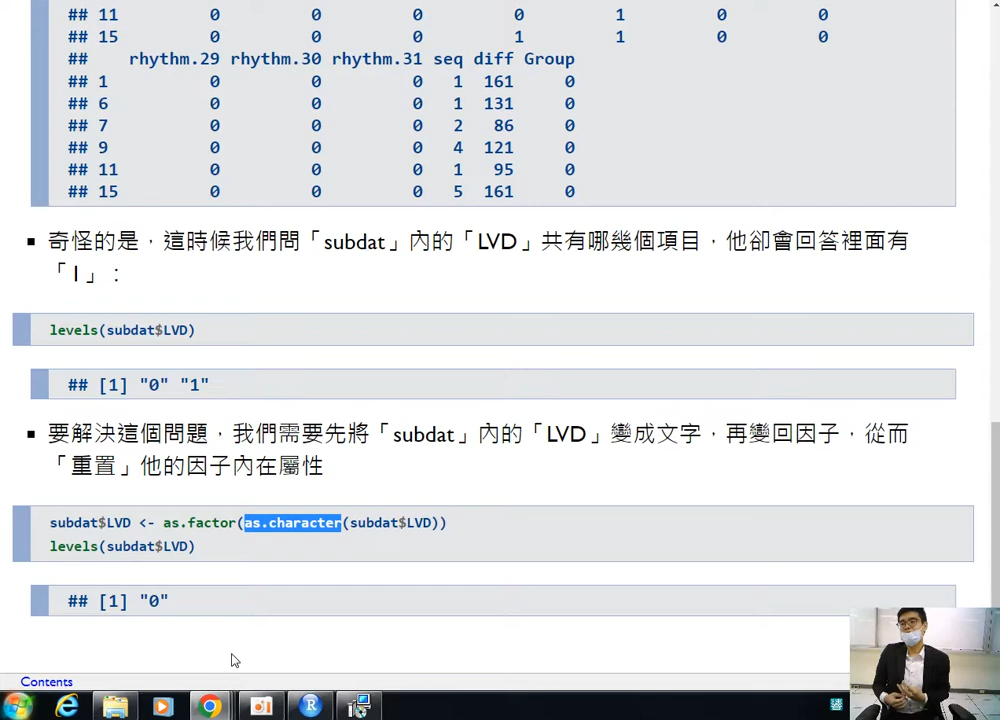 ## 11 0 0 0 1 0 0
## 15 0 0 1 1 0 0
## rhythm.29 rhythm.30 rhythm.31 seq diff Group
## 1 0 0 0 1 161 0
## 6 0 0 0 1 131 0
## 7 0 0 0 2 86 0
## 9 0 0 0 4 121 0
## 11 0 0 0 1 95 0
## 15 0 0 0 5 161 0
▪ 奇怪的是，這時候我們問「subdat」內的「LVD」共有哪幾個項目，他卻會回答裡面有
「1」：
levels(subdat$LVD)
## [1] "0" "1"
▪ 要解決這個問題，我們需要先將「subdat」內的「LVD」變成文字，再變回因子，從而
「重置」他的因子內在屬性
subdat$LVD <- as.factor(as.character(subdat$LVD))
levels(subdat$LVD)
## [1] "0"
Contents